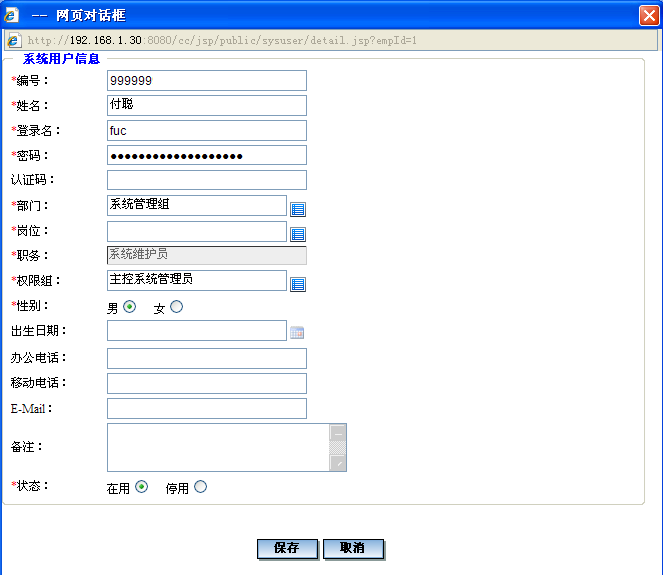 -- 网页对话框
http://192.168.1.30:8080/cc/jsp/public/sysuser/detail.jsp?empId=1
系统用户信息
*编号： 999999
*姓名： 付聪
*登录名： fuc
*密码： ●●●●●●●●●●●●●●●●●●●
认证码：
*部门： 系统管理组
*岗位：
*职务： 系统维护员
*权限组： 主控系统管理员
*性别： 男 女
出生日期：
办公电话：
移动电话：
E-Mail：
备注：
*状态： 在用 停用
保存 取消